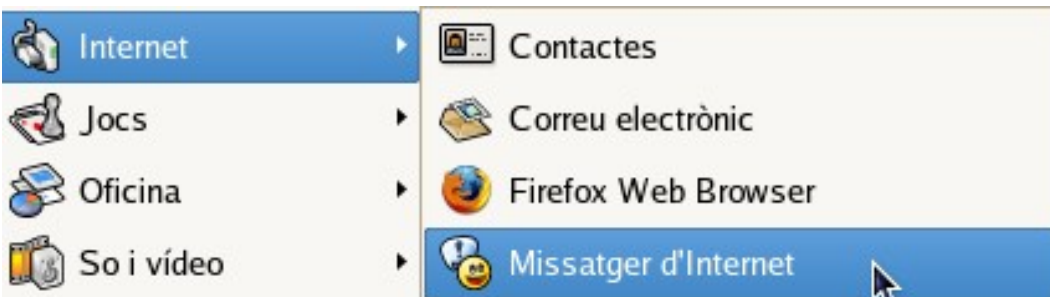 Internet
Jocs
Oficina
So i vídeo
Contactes
Correu electrònic
Firefox Web Browser
Missatger d'Internet